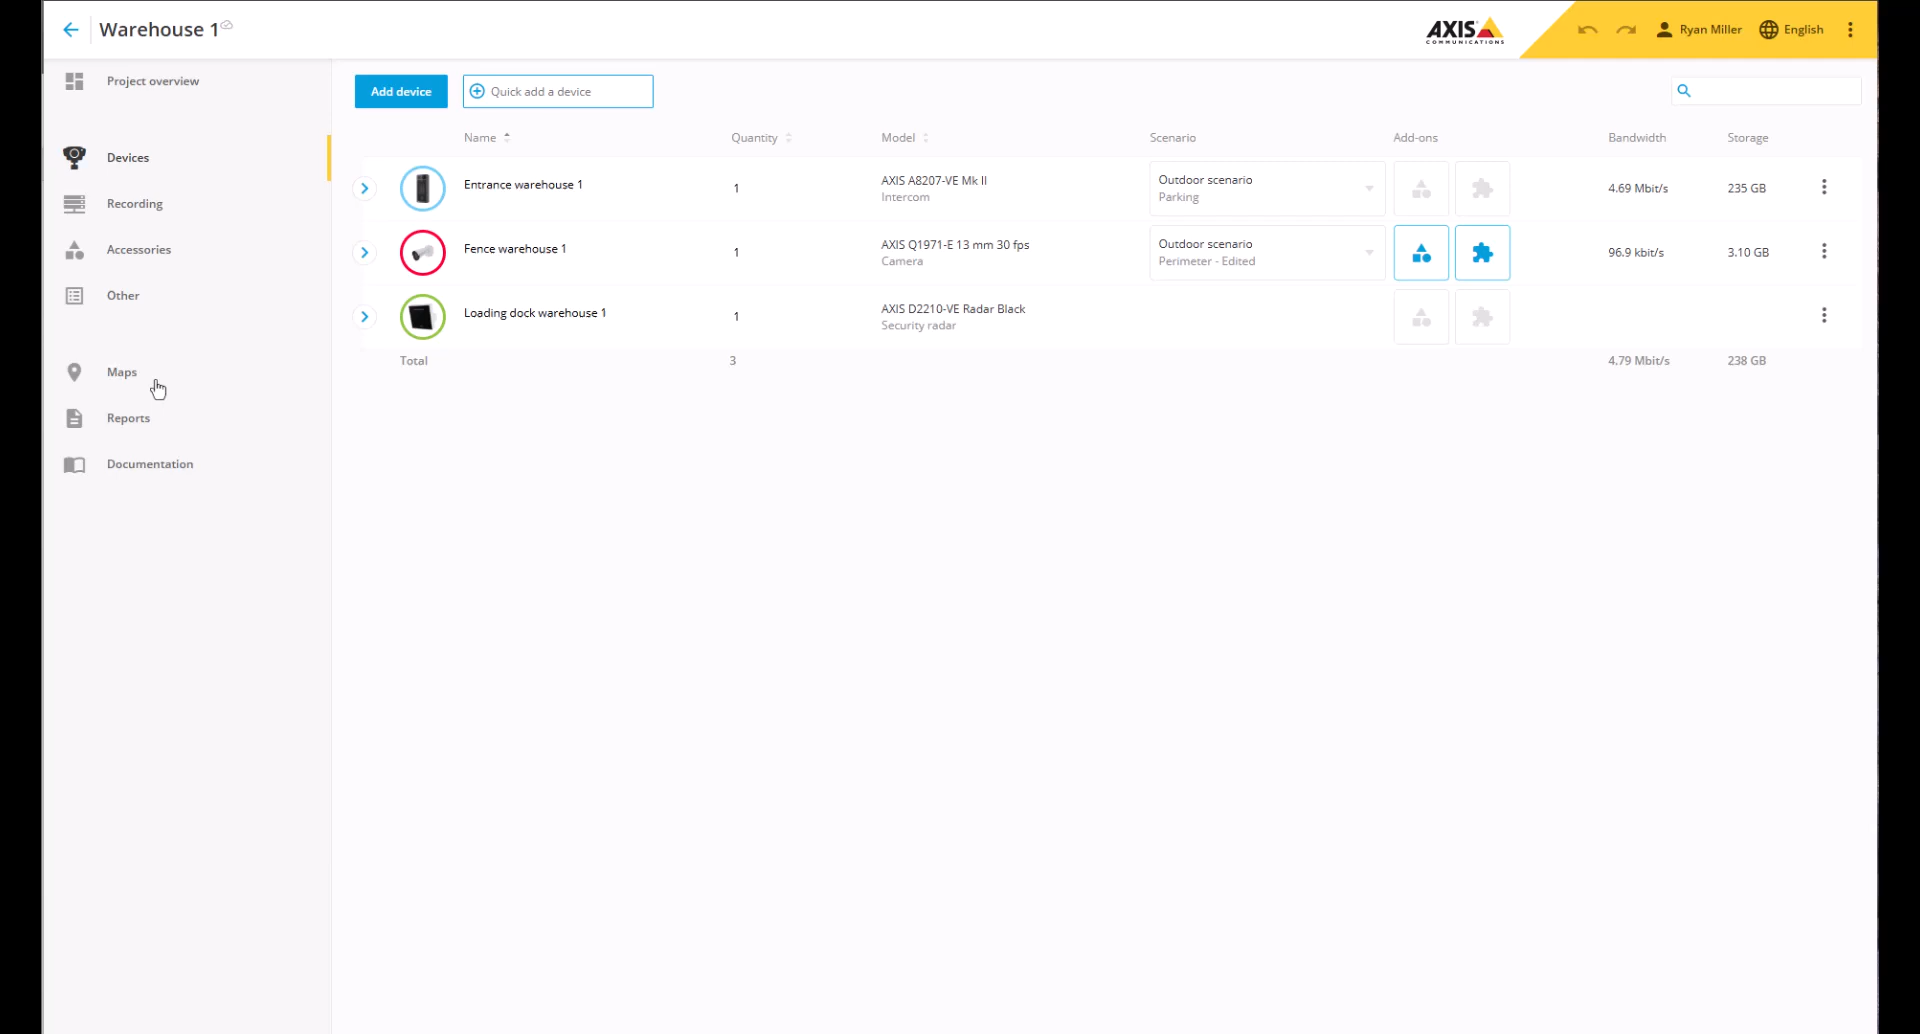 Warehouse 1
AXIS
COMMUNICATIONS
Ryan Miller
English
Project overview
Devices
Recording
Accessories
Other
Maps
Reports
Documentation
Add device
Quick add a device
Name Quantity Model Scenario Add-ons Bandwidth Storage
Entrance warehouse 1 1 AXIS A8207-VE Mk II Outdoor scenario 4.69 Mbit/s 235 GB
Intercom Parking
Fence warehouse 1 1 AXIS Q1971-E 13 mm 30 fps Outdoor scenario 96.9 kbit/s 3.10 GB
Camera Perimeter - Edited
Loading dock warehouse 1 1 AXIS D2210-VE Radar Black
Security radar
Total 3 4.79 Mbit/s 238 GB